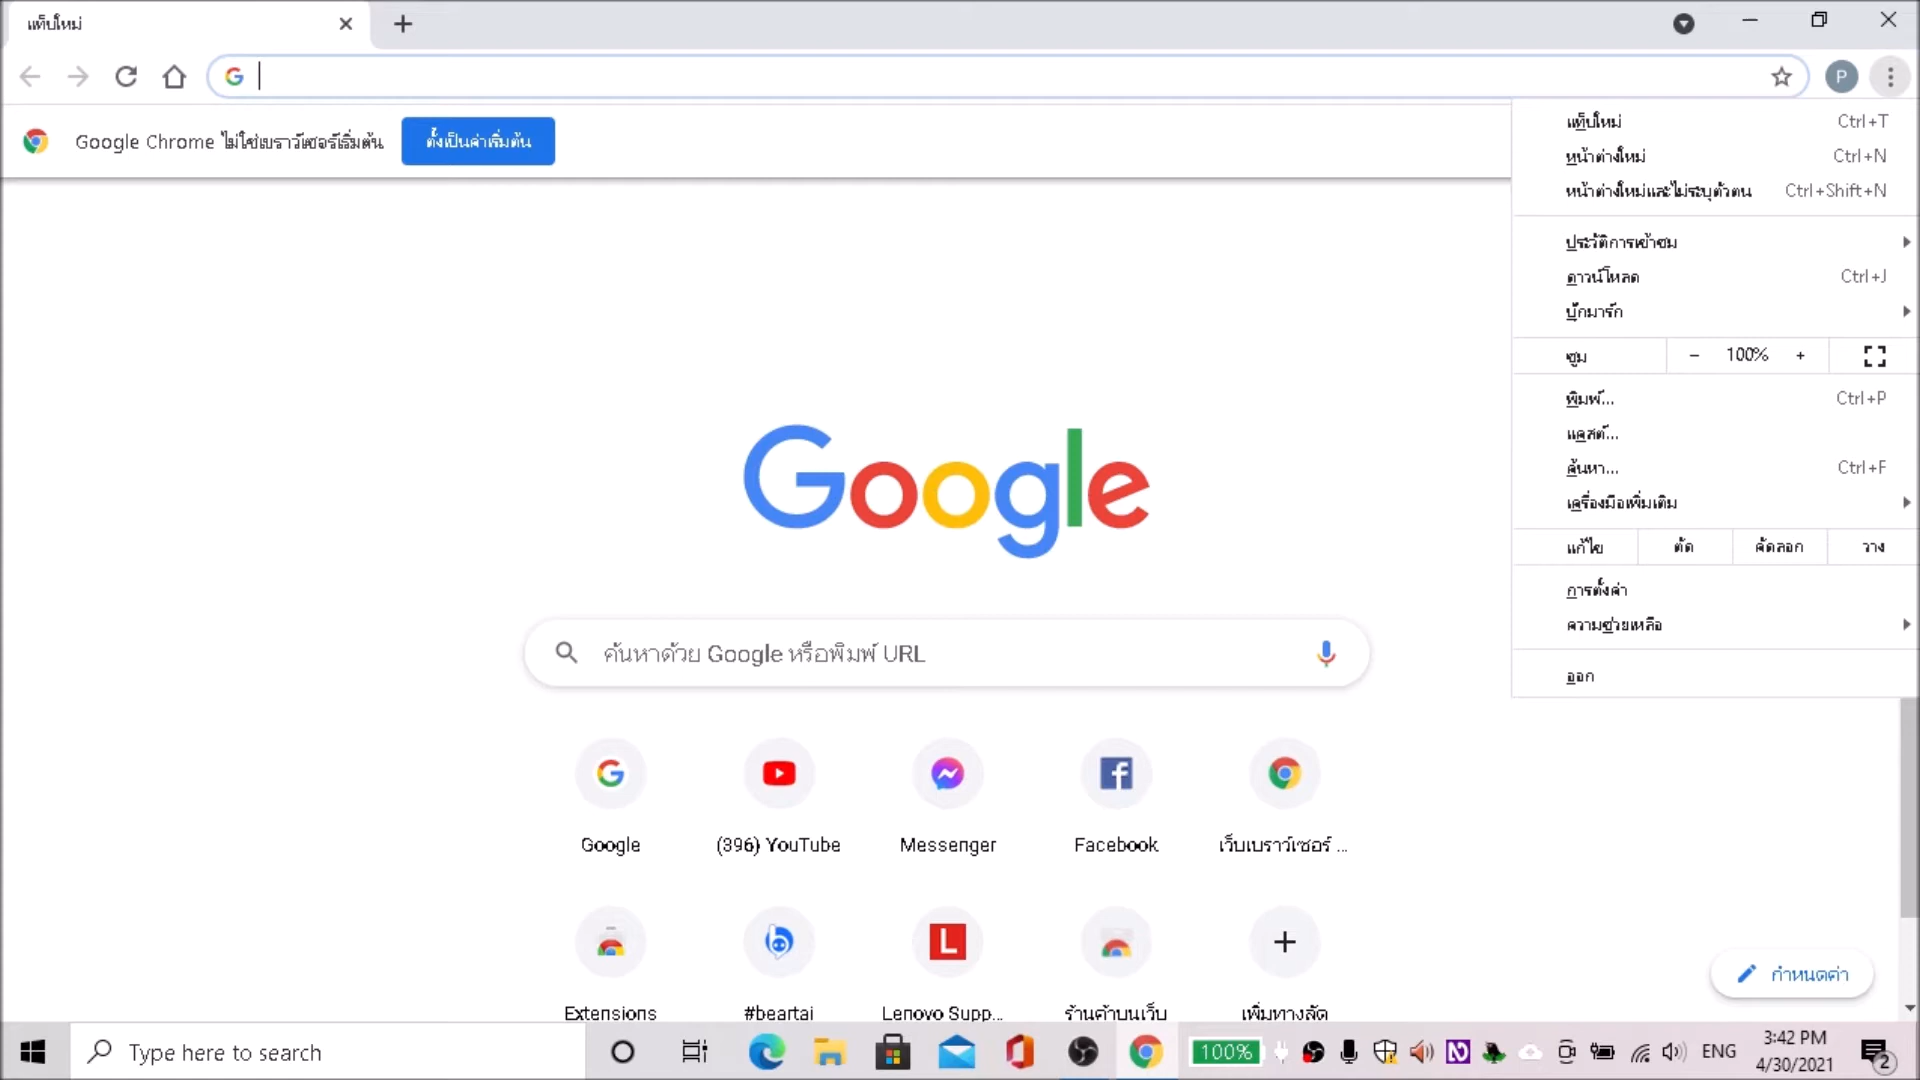 แท็บใหม่
P
Google Chrome ไม่ใช่เบราว์เซอร์เริ่มต้น
ตั้งเป็นค่าเริ่มต้น
แท็บใหม่ Ctrl+T
หน้าต่างใหม่ Ctrl+N
หน้าต่างใหม่และไม่ระบุตัวตน Ctrl+Shift+N
ประวัติการเข้าชม
ดาวน์โหลด Ctrl+J
บุ๊กมาร์ก
ซูม - 100% +
พิมพ์... Ctrl+P
แคสต์...
ค้นหา... Ctrl+F
เครื่องมือเพิ่มเติม
แก้ไข ตัด คัดลอก วาง
การตั้งค่า
ความช่วยเหลือ
ออก
Google
ค้นหาด้วย Google หรือพิมพ์ URL
Google (396) YouTube Messenger Facebook เว็บเบราว์เซอร์ ...
L
Extensions #beartai Lenovo Supp... ร้านค้าบนเว็บ เพิ่มทางลัด
กำหนดค่า
Type here to search
100%
ENG
3:42 PM
4/30/2021
2